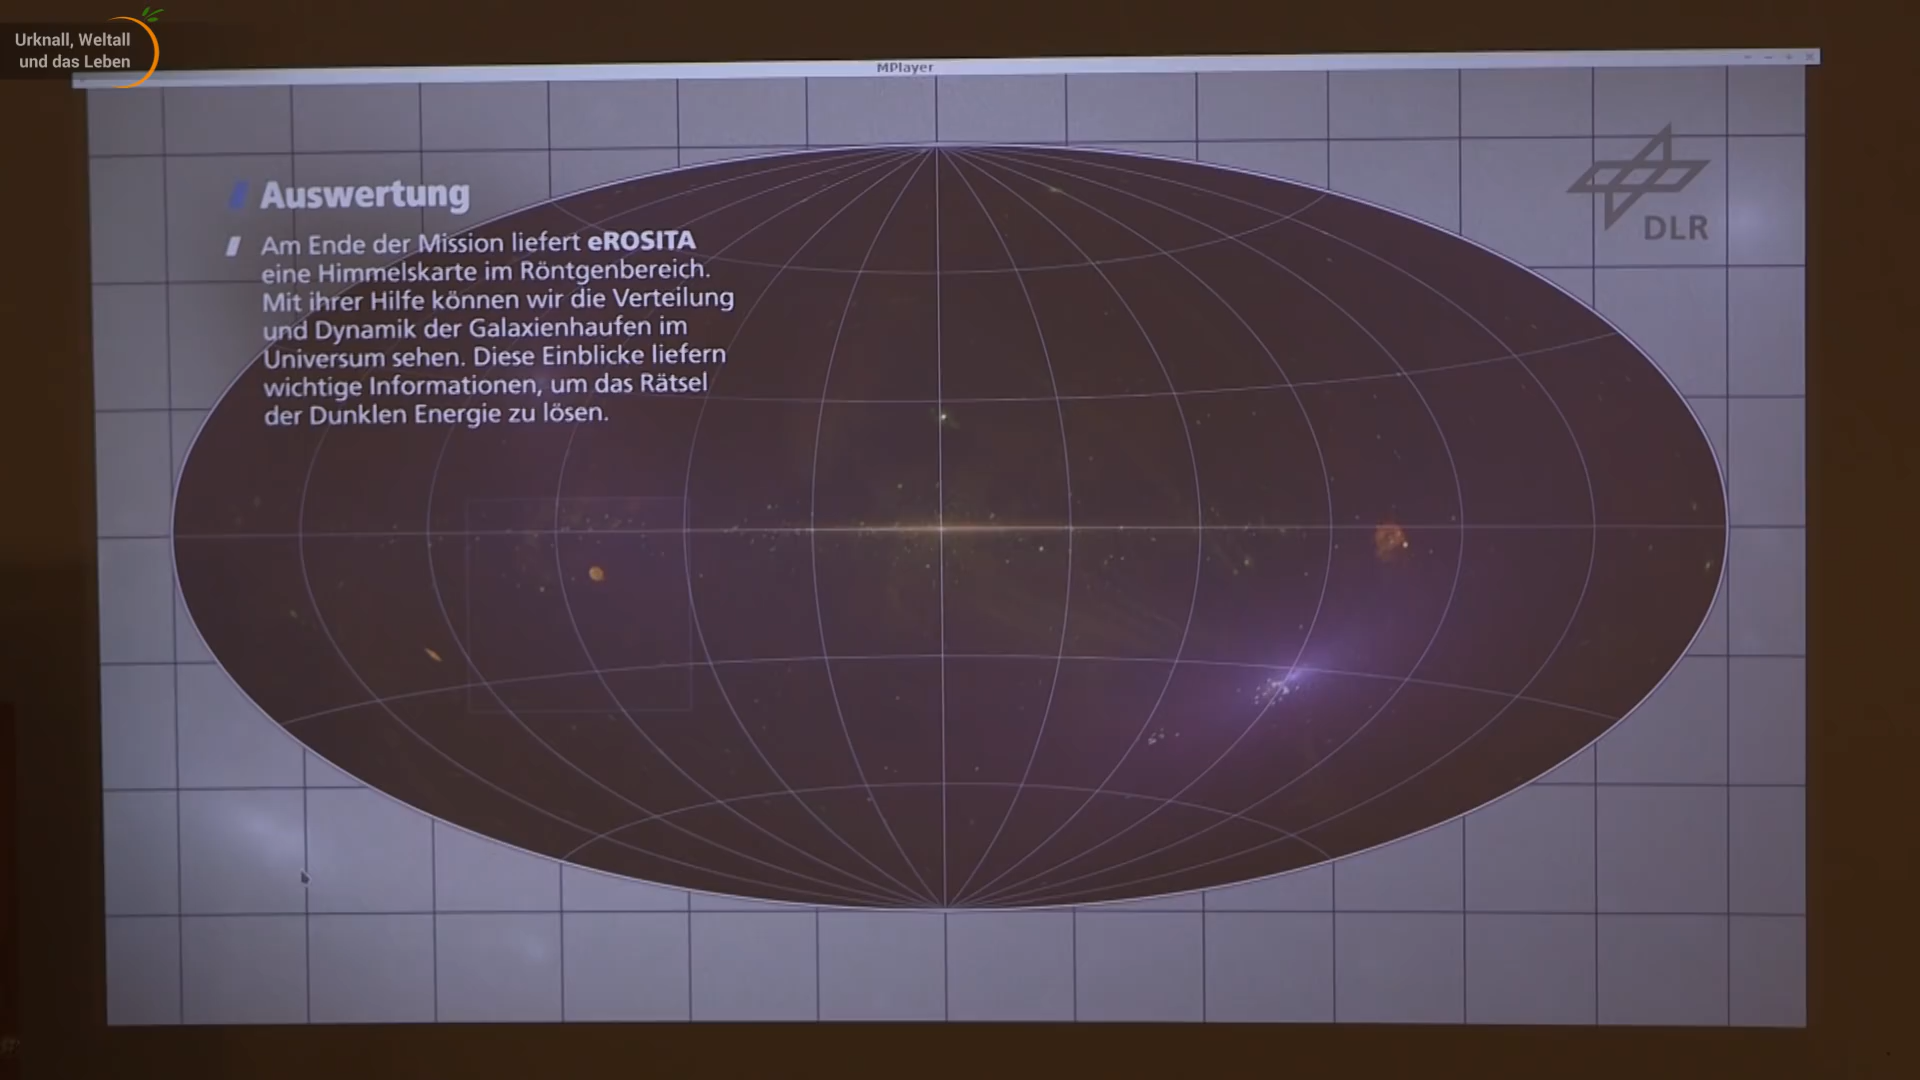 Urknall, Weltall
und das Leben
MPlayer
Auswertung
Am Ende der Mission liefert eROSITA
eine Himmelskarte im Röntgenbereich.
Mit ihrer Hilfe können wir die Verteilung
und Dynamik der Galaxienhaufen im
Universum sehen. Diese Einblicke liefern
wichtige Informationen, um das Rätsel
der Dunklen Energie zu lösen.
DLR